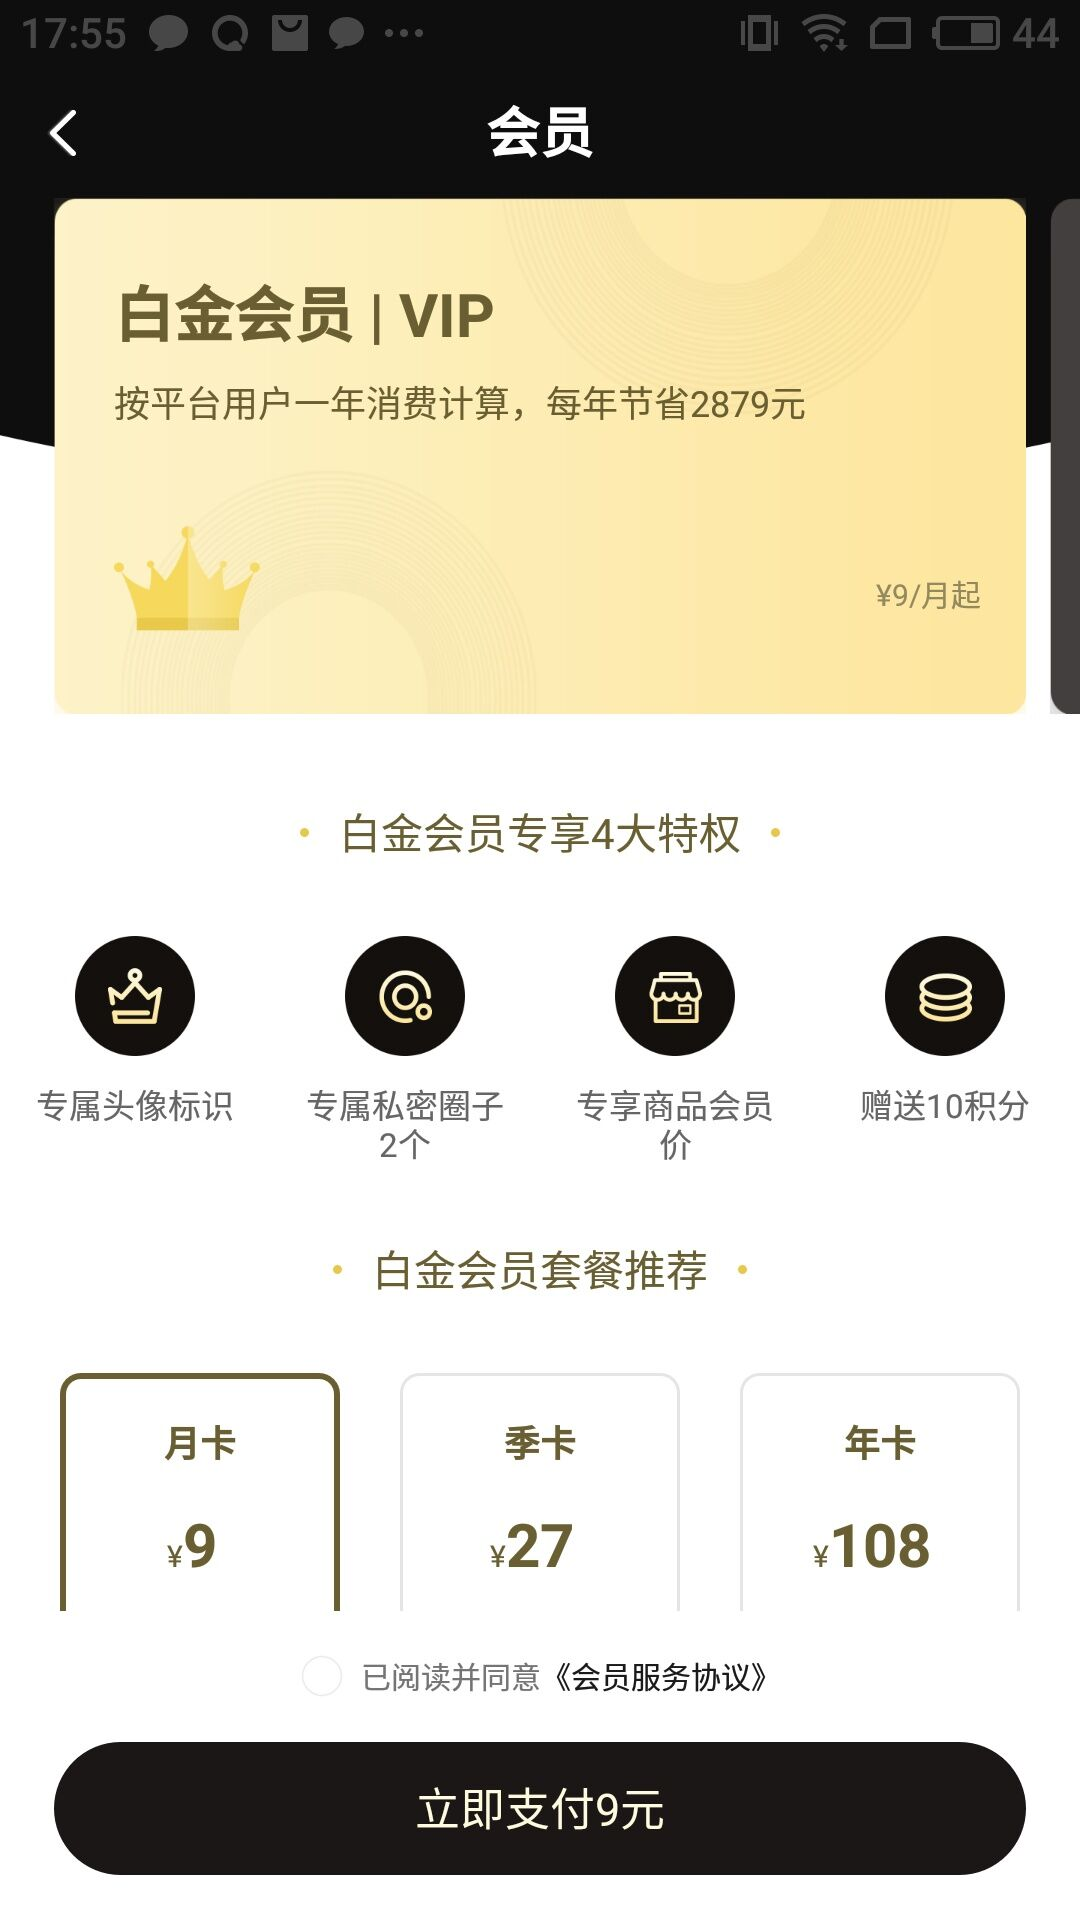 17:55
44
会员
白金会员 | VIP
按平台用户一年消费计算，每年节省2879元
¥9/月起
白金会员专享4大特权
专属头像标识
专属私密圈子
2个
专享商品会员
价
赠送10积分
白金会员套餐推荐
月卡
¥9
季卡
¥27
年卡
¥108
已阅读并同意《会员服务协议》
立即支付9元